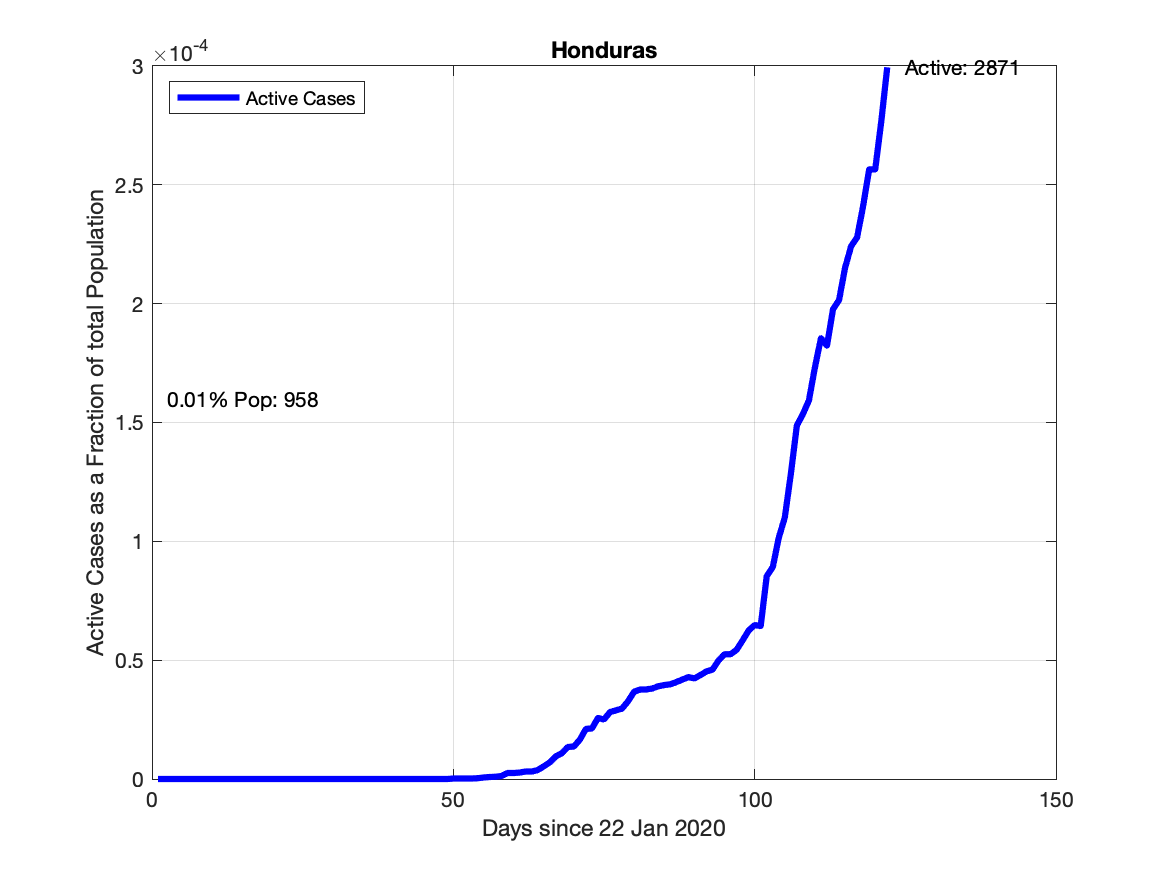 Honduras
×10-4
3
2.5
2
1.5
1
0.5
0
Active Cases as a Fraction of total Population
Active Cases
Active: 2871
0.01% Pop: 958
0
50
100
150
Days since 22 Jan 2020